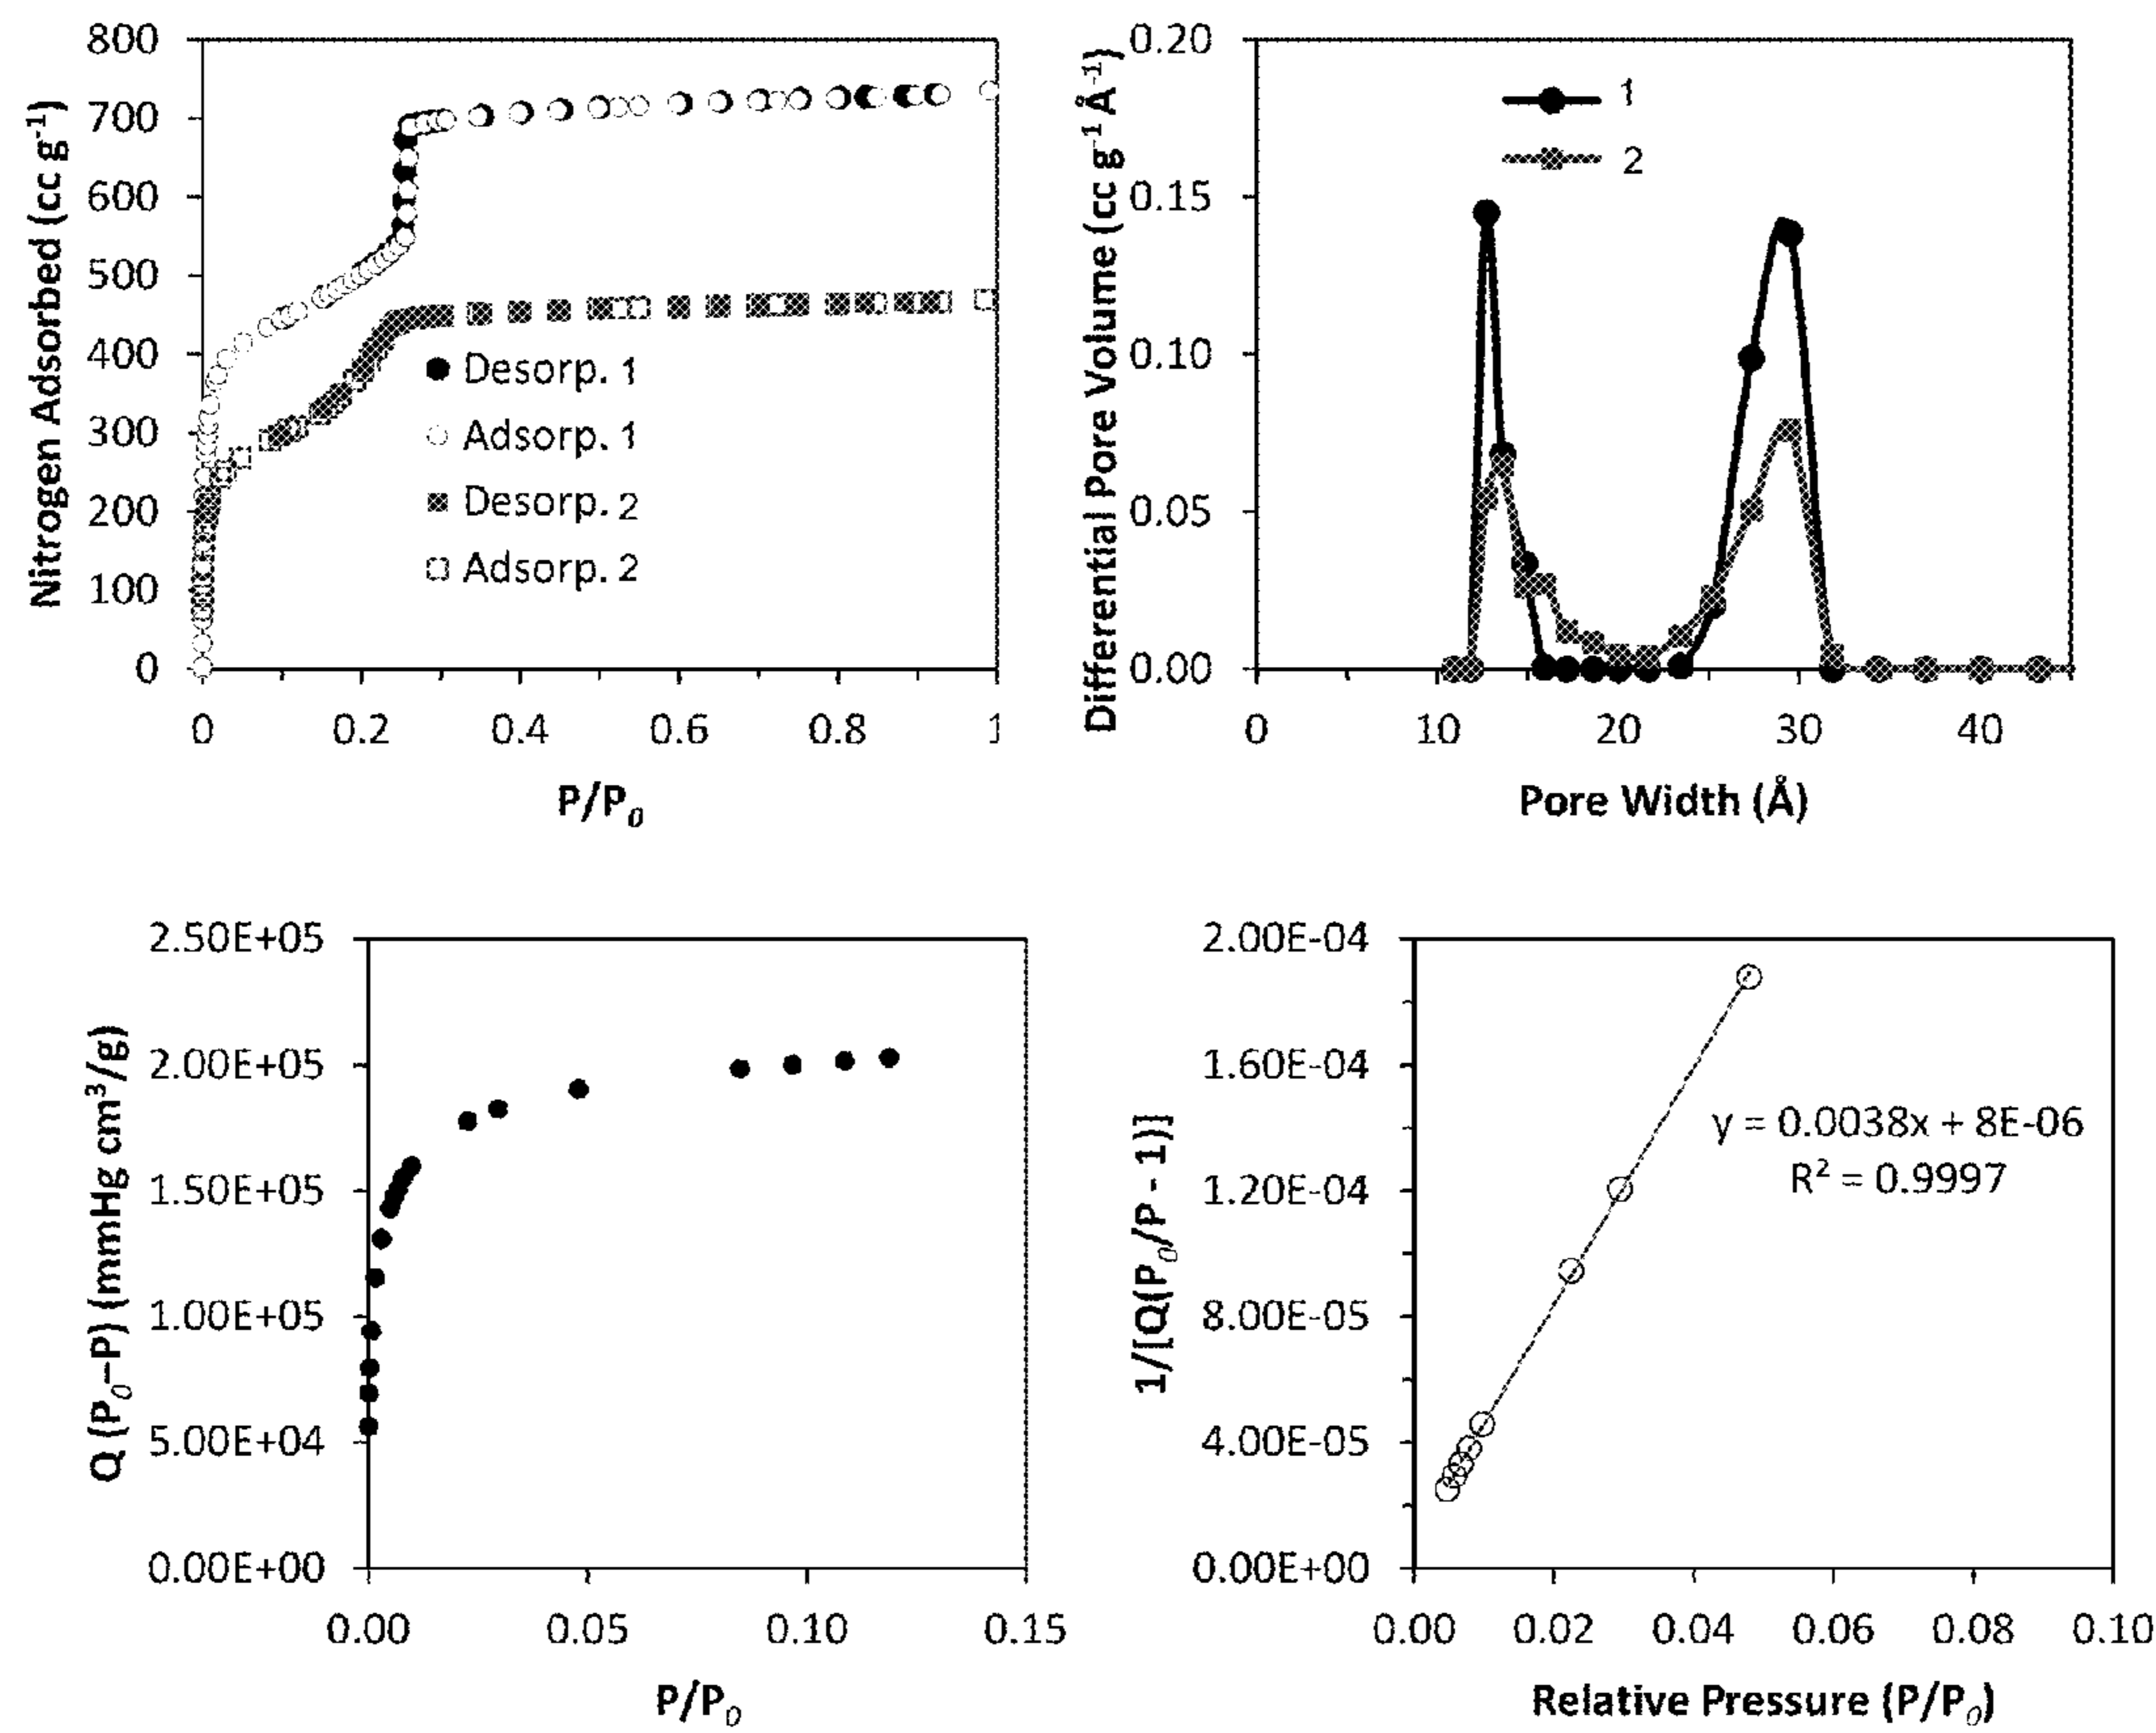 Nitrogen Adsorbed (cc g⁻¹)
800
700
600
500
400
300
200
100
0
Desorp. 1
Adsorp. 1
Desorp. 2
Adsorp. 2
0 0.2 0.4 0.6 0.8 1
P/P₀
Differential Pore Volume (cc g⁻¹ Å⁻¹)
0.20
0.15
0.10
0.05
0.00
1
2
0 10 20 30 40
Pore Width (Å)
Q (P₀–P) (mmHg cm³/g)
2.50E+05
2.00E+05
1.50E+05
1.00E+05
5.00E+04
0.00E+00
0.00 0.05 0.10 0.15
P/P₀
1/[Q(P₀/P - 1)]
2.00E-04
1.60E-04
1.20E-04
8.00E-05
4.00E-05
0.00E+00
y = 0.0038x + 8E-06
R² = 0.9997
0.00 0.02 0.04 0.06 0.08 0.10
Relative Pressure (P/P₀)